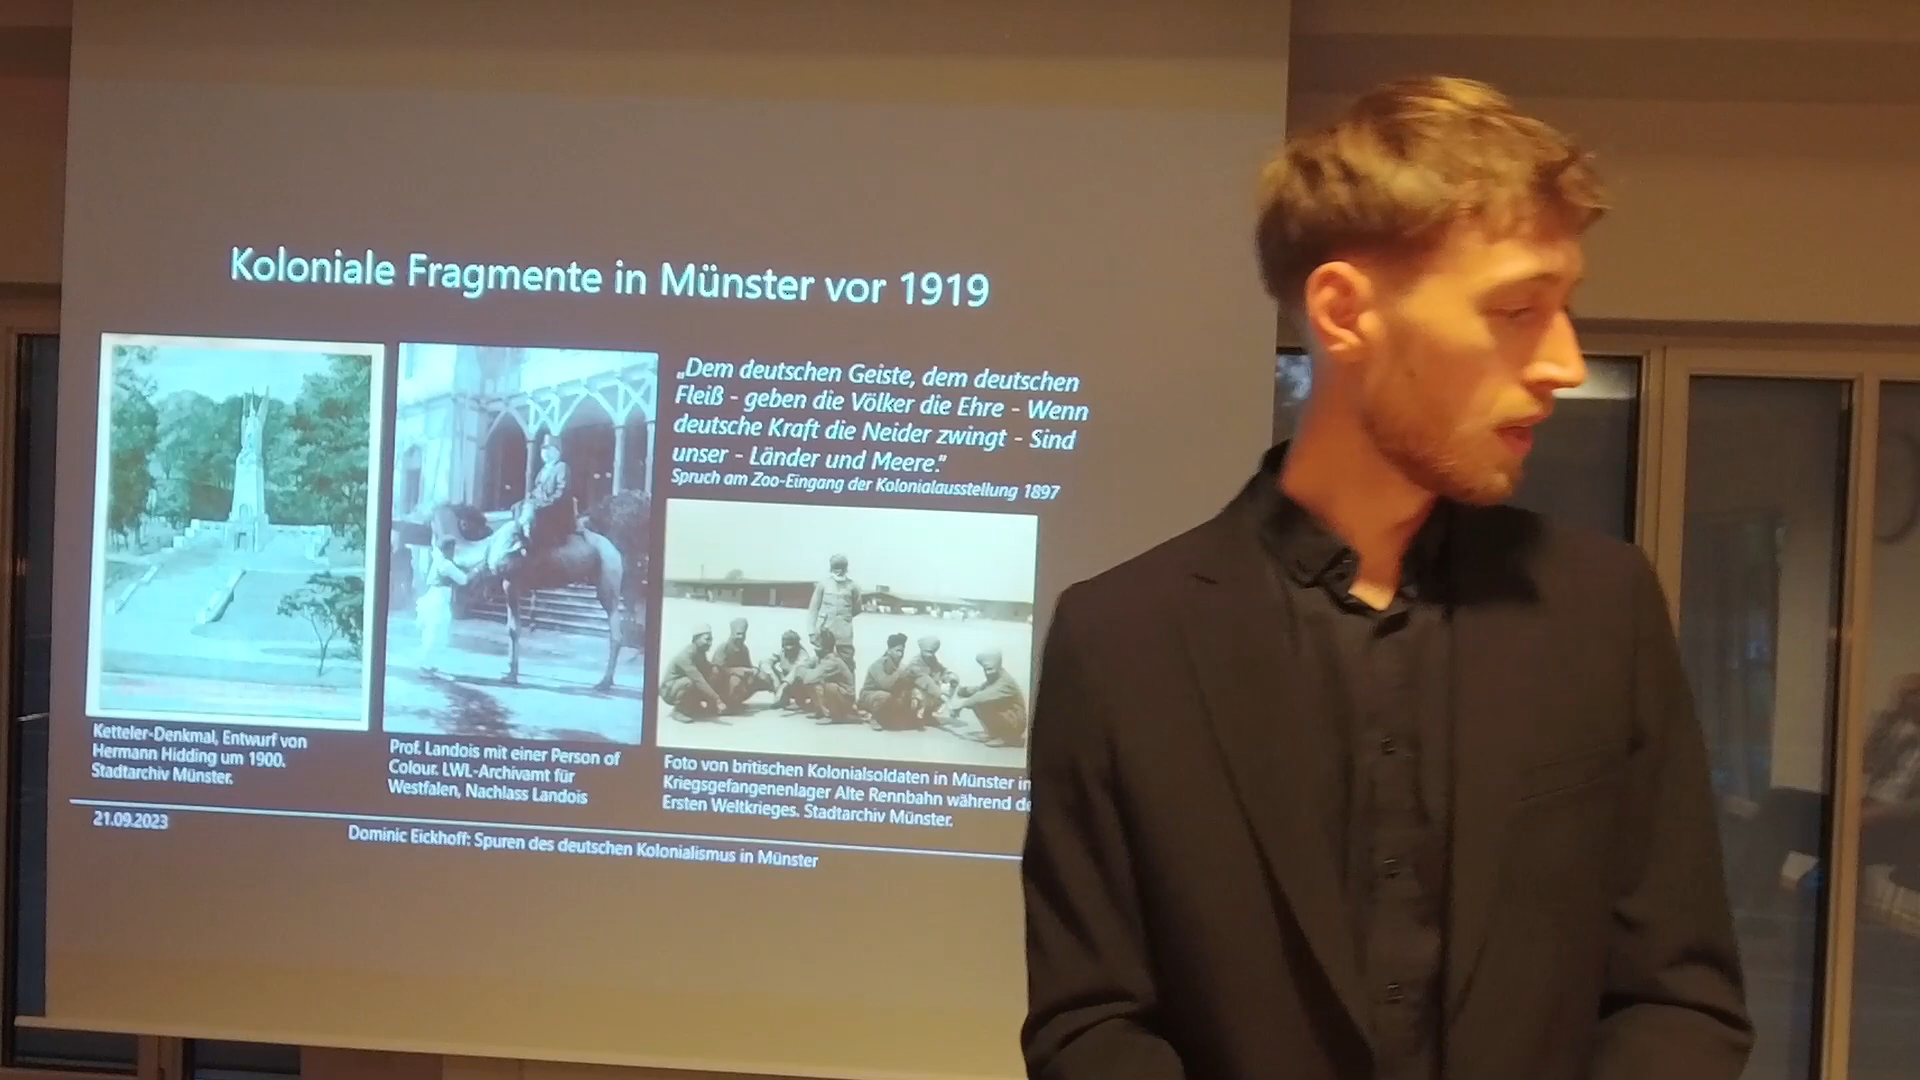 Koloniale Fragmente in Münster vor 1919
„Dem deutschen Geiste, dem deutschen
Fleiß - geben die Völker die Ehre - Wenn
deutsche Kraft die Neider zwingt - Sind
unser - Länder und Meere.“
Spruch am Zoo-Eingang der Kolonialausstellung 1897
Ketteler-Denkmal, Entwurf von
Hermann Hidding um 1900.
Stadtarchiv Münster.
Prof. Landois mit einer Person of
Colour. LWL-Archivamt für
Westfalen, Nachlass Landois
Foto von britischen Kolonialsoldaten in Münster
Kriegsgefangenenlager Alte Rennbahn während
Ersten Weltkrieges. Stadtarchiv Münster.
21.09.2023
Dominic Eickhoff: Spuren des deutschen Kolonialismus in Münster